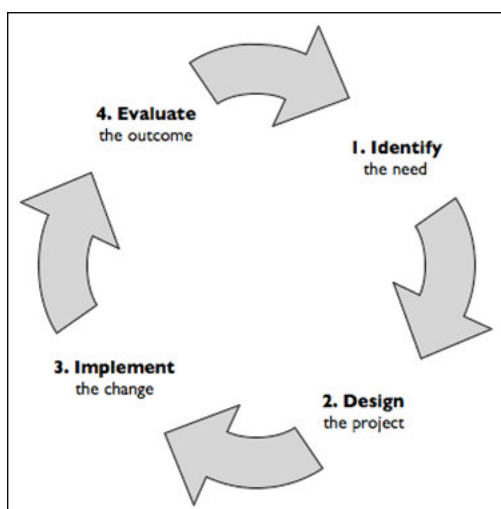 4. Evaluate
the outcome
1. Identify
the need
3. Implement
the change
2. Design
the project